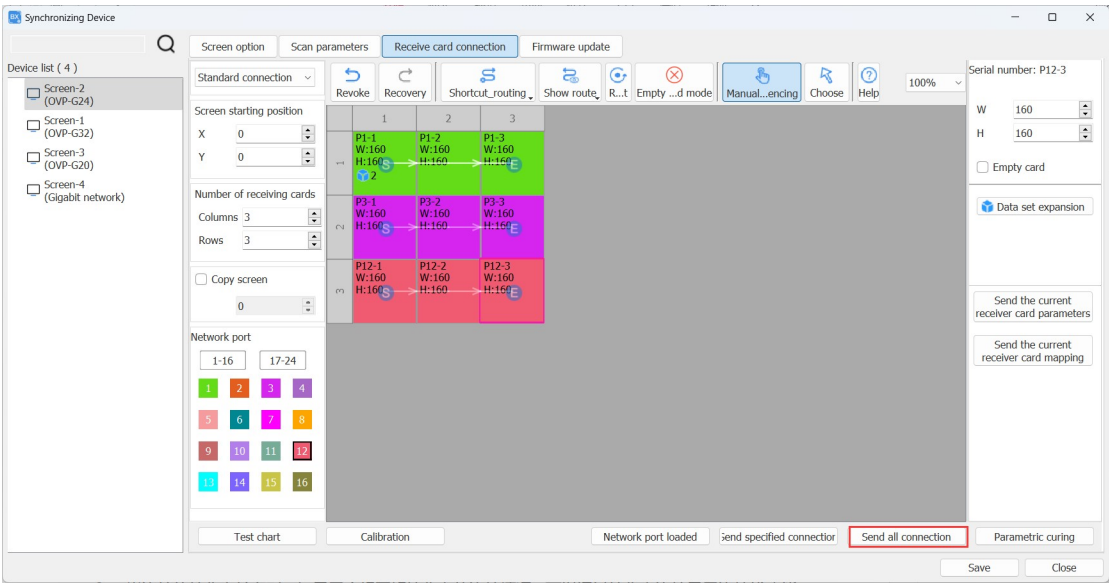 BX Synchronizing Device
Screen option
Scan parameters
Receive card connection
Firmware update
Device list ( 4 )
Screen-2
(OVP-G24)
Screen-1
(OVP-G32)
Screen-3
(OVP-G20)
Screen-4
(Gigabit network)
Standard connection
Screen starting position
X 0
Y 0
Number of receiving cards
Columns 3
Rows 3
Copy screen
0
Network port
1-16 17-24
1 2 3 4
5 6 7 8
9 10 11 12
13 14 15 16
Revoke
Recovery
Shortcut_routing
Show route
R...t
Empty ...d mode
Manual...encing
Choose
Help
100%
1 2 3
1
P1-1
W:160
H:160
S
2
P1-2
W:160
H:160
P1-3
W:160
H:160
E
2
P3-1
W:160
H:160
S
P3-2
W:160
H:160
P3-3
W:160
H:160
E
3
P12-1
W:160
H:160
S
P12-2
W:160
H:160
P12-3
W:160
H:160
E
Serial number: P12-3
W 160
H 160
Empty card
Data set expansion
Send the current
receiver card parameters
Send the current
receiver card mapping
Test chart
Calibration
Network port loaded
Send specified connection
Send all connection
Parametric curing
Save
Close